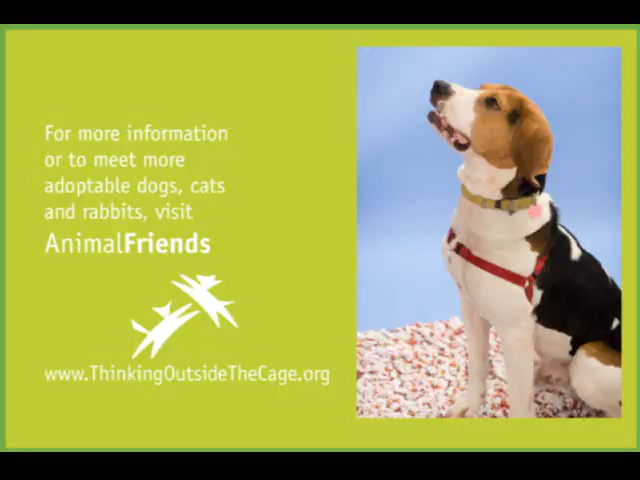 For more information
or to meet more
adoptable dogs, cats
and rabbits, visit
AnimalFriends
www.ThinkingOutsideTheCage.org